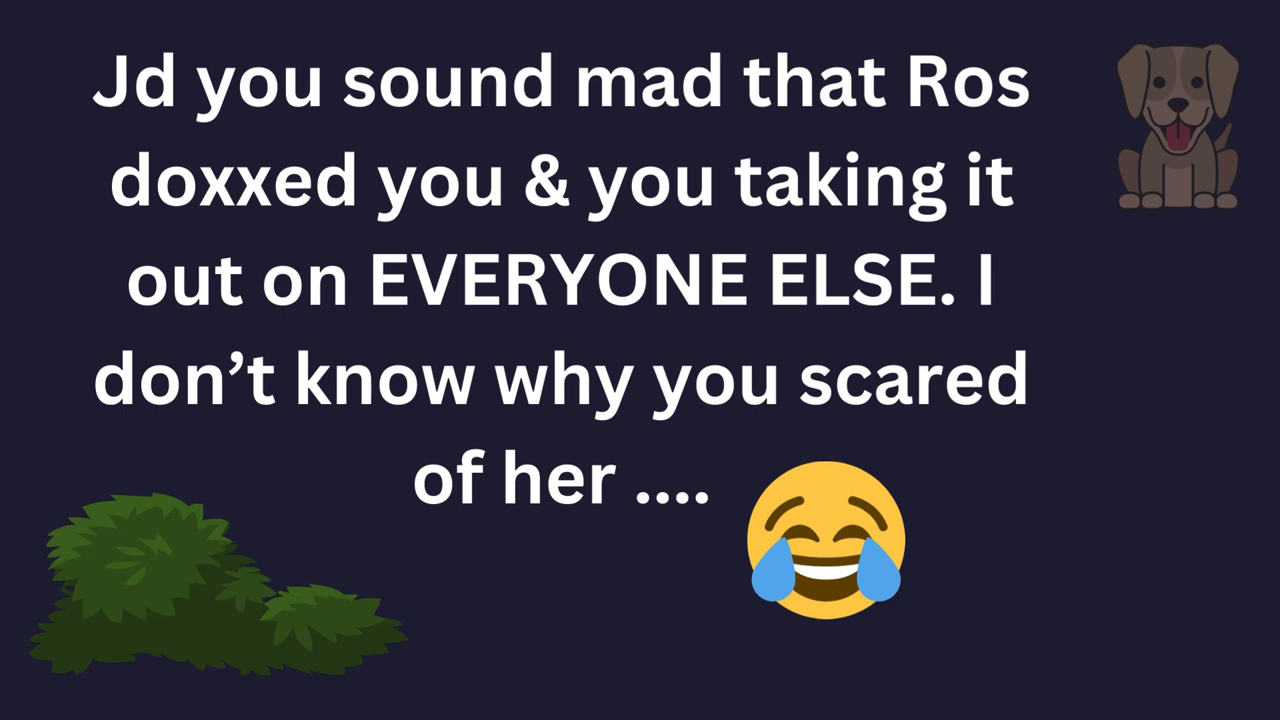 Jd you sound mad that Ros
doxxed you & you taking it
out on EVERYONE ELSE. I
don’t know why you scared
of her ....